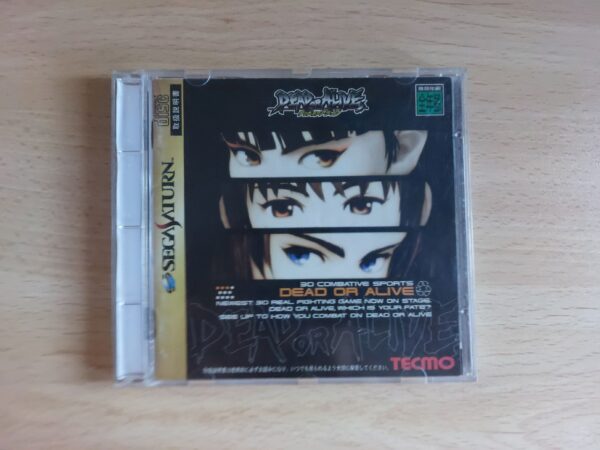 DISC
取扱説明書
SEGA SATURN
DEAD OR ALIVE
3D COMBATIVE SPORTS
DEAD OR ALIVE
NEWEST 3D REAL FIGHTING GAME NOW ON STAGE.
DEAD OR ALIVE, WHICH IS YOUR FATE?
SEE UP TO HOW YOU COMBAT ON DEAD OR ALIVE
DEAD OR ALIVE
TECMO